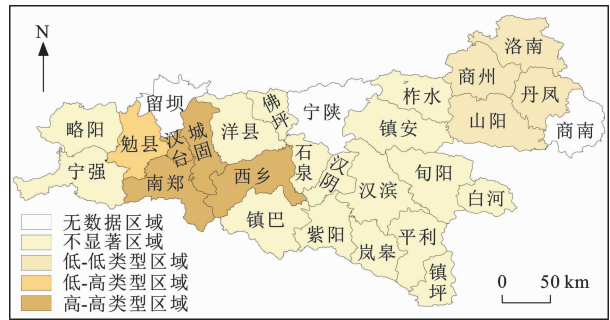 N
洛南
商州
丹凤
柞水
山阳
商南
留坝
佛坪
宁陕
镇安
略阳
勉县
汉台
城固
洋县
石泉
汉阴
旬阳
宁强
南郑
西乡
汉滨
白河
镇巴
紫阳
岚皋
平利
镇坪
无数据区域
不显著区域
低-低类型区域
低-高类型区域
高-高类型区域
0 50 km